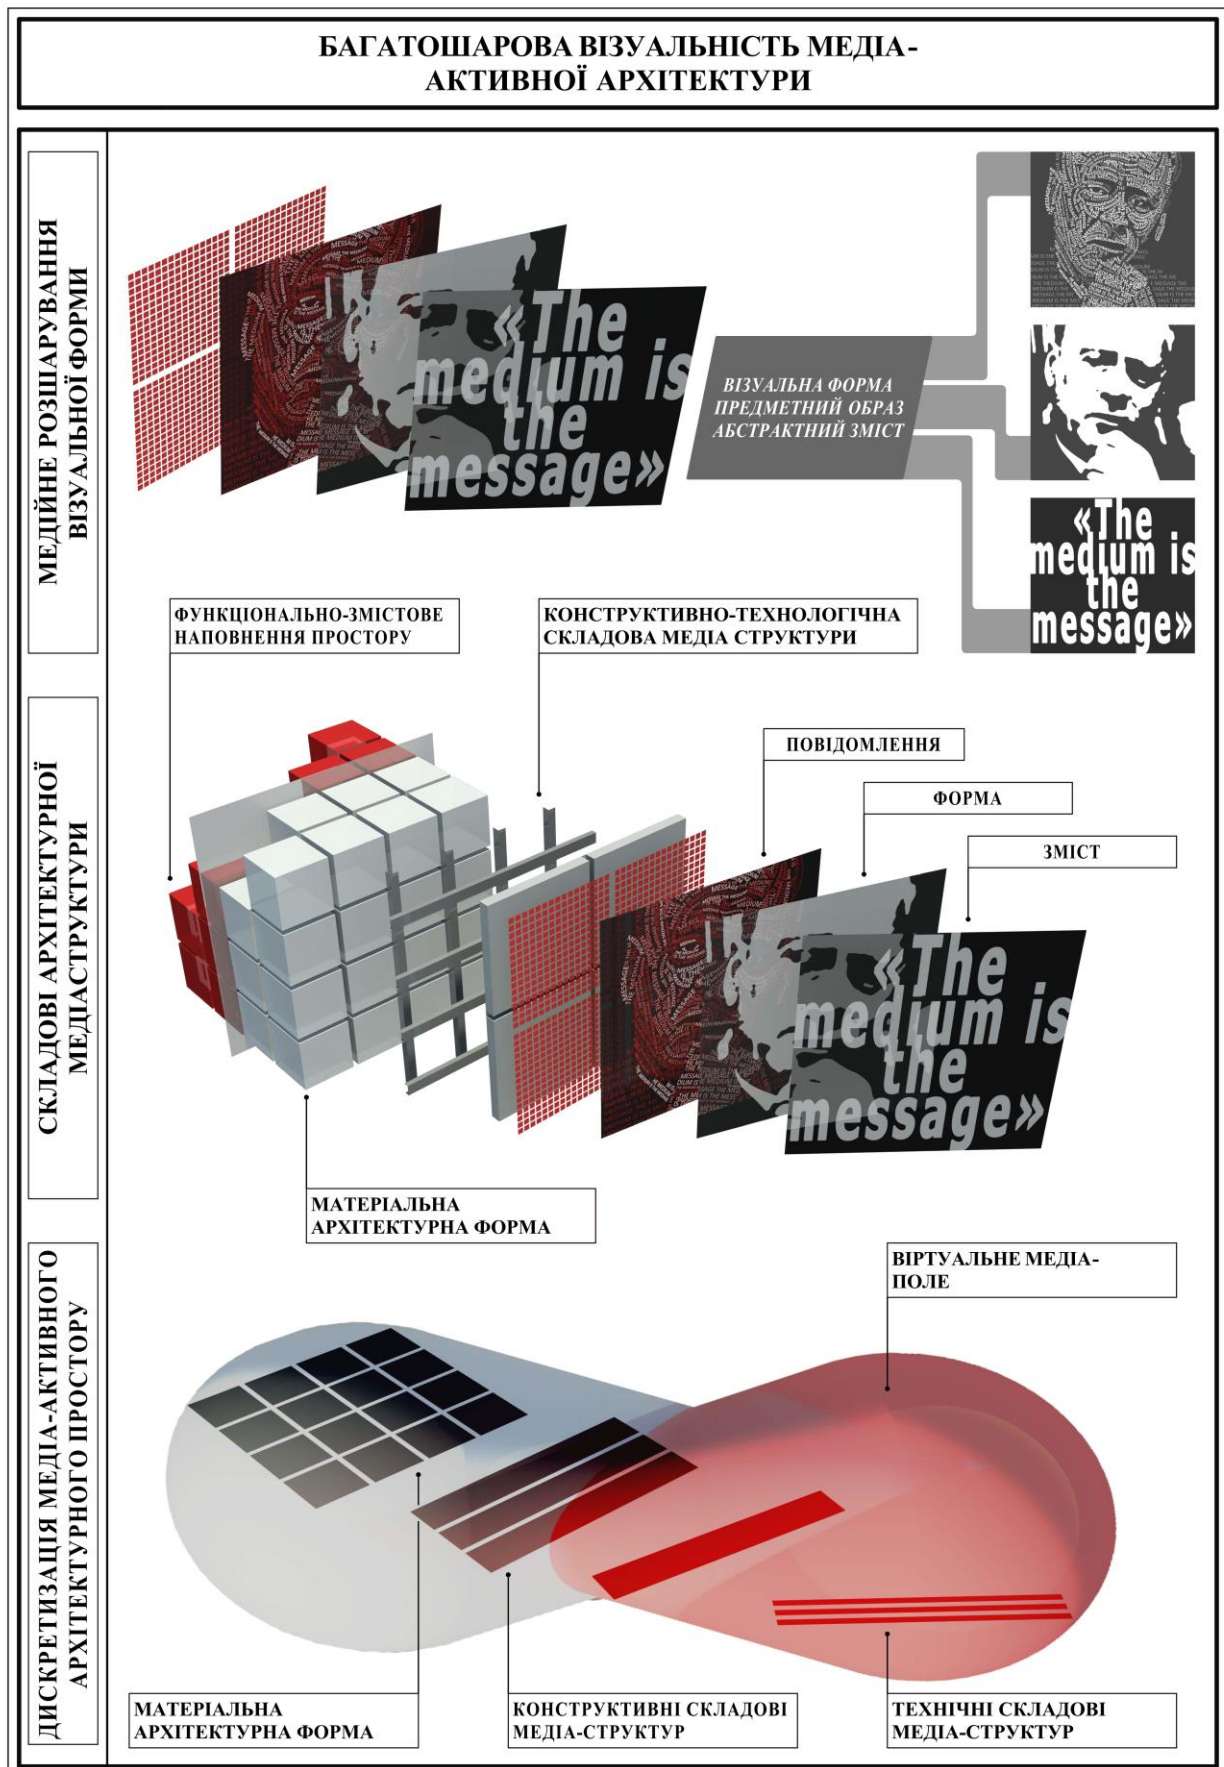 БАГАТОШАРОВА ВІЗУАЛЬНІСТЬ МЕДІА-
АКТИВНОЇ АРХІТЕКТУРИ
МЕДІЙНЕ РОЗШАРУВАННЯ
ВІЗУАЛЬНОЇ ФОРМИ
«The
medium is
the
message»
ВІЗУАЛЬНА ФОРМА
ПРЕДМЕТНИЙ ОБРАЗ
АБСТРАКТНИЙ ЗМІСТ
«The
medium is
the
message»
СКЛАДОВІ АРХІТЕКТУРНОЇ
МЕДІАСТРУКТУРИ
ФУНКЦІОНАЛЬНО-ЗМІСТОВЕ
НАПОВНЕННЯ ПРОСТОРУ
КОНСТРУКТИВНО-ТЕХНОЛОГІЧНА
СКЛАДОВА МЕДІА СТРУКТУРИ
ПОВІДОМЛЕННЯ
ФОРМА
ЗМІСТ
«The
medium is
the
message»
МАТЕРІАЛЬНА
АРХІТЕКТУРНА ФОРМА
ДИСКРЕТИЗАЦІЯ МЕДІА-АКТИВНОГО
АРХІТЕКТУРНОГО ПРОСТОРУ
ВІРТУАЛЬНЕ МЕДІА-
ПОЛЕ
МАТЕРІАЛЬНА
АРХІТЕКТУРНА ФОРМА
КОНСТРУКТИВНІ СКЛАДОВІ
МЕДІА-СТРУКТУР
ТЕХНІЧНІ СКЛАДОВІ
МЕДІА-СТРУКТУР